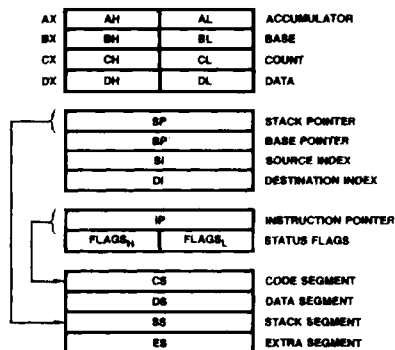 AX AH AL ACCUMULATOR
BX BH BL BASE
CX CH CL COUNT
DX DH DL DATA
SP STACK POINTER
BP BASE POINTER
SI SOURCE INDEX
DI DESTINATION INDEX
IP INSTRUCTION POINTER
FLAGSH FLAGSL STATUS FLAGS
CS CODE SEGMENT
DS DATA SEGMENT
SS STACK SEGMENT
ES EXTRA SEGMENT